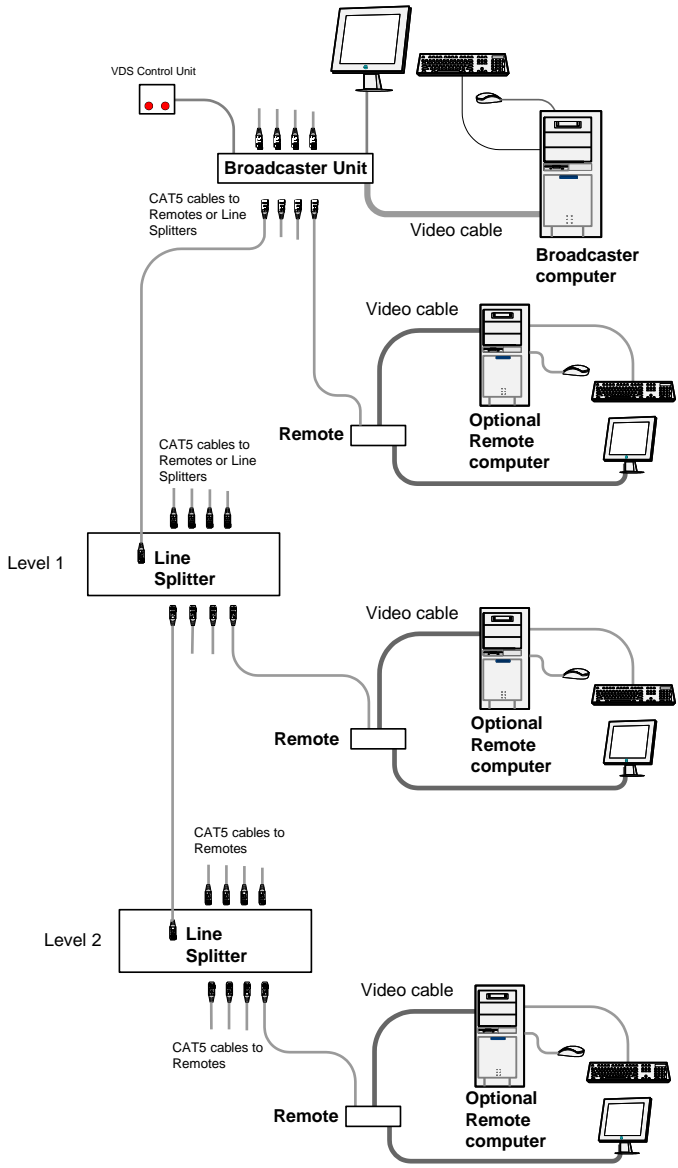 VDS Control Unit
Broadcaster Unit
CAT5 cables to
Remotes or Line
Splitters
Video cable
Broadcaster
computer
Video cable
Remote
Optional
Remote
computer
CAT5 cables to
Remotes or Line
Splitters
Level 1
Line
Splitter
Video cable
Remote
Optional
Remote
computer
CAT5 cables to
Remotes
Level 2
Line
Splitter
Video cable
CAT5 cables to
Remotes
Remote
Optional
Remote
computer